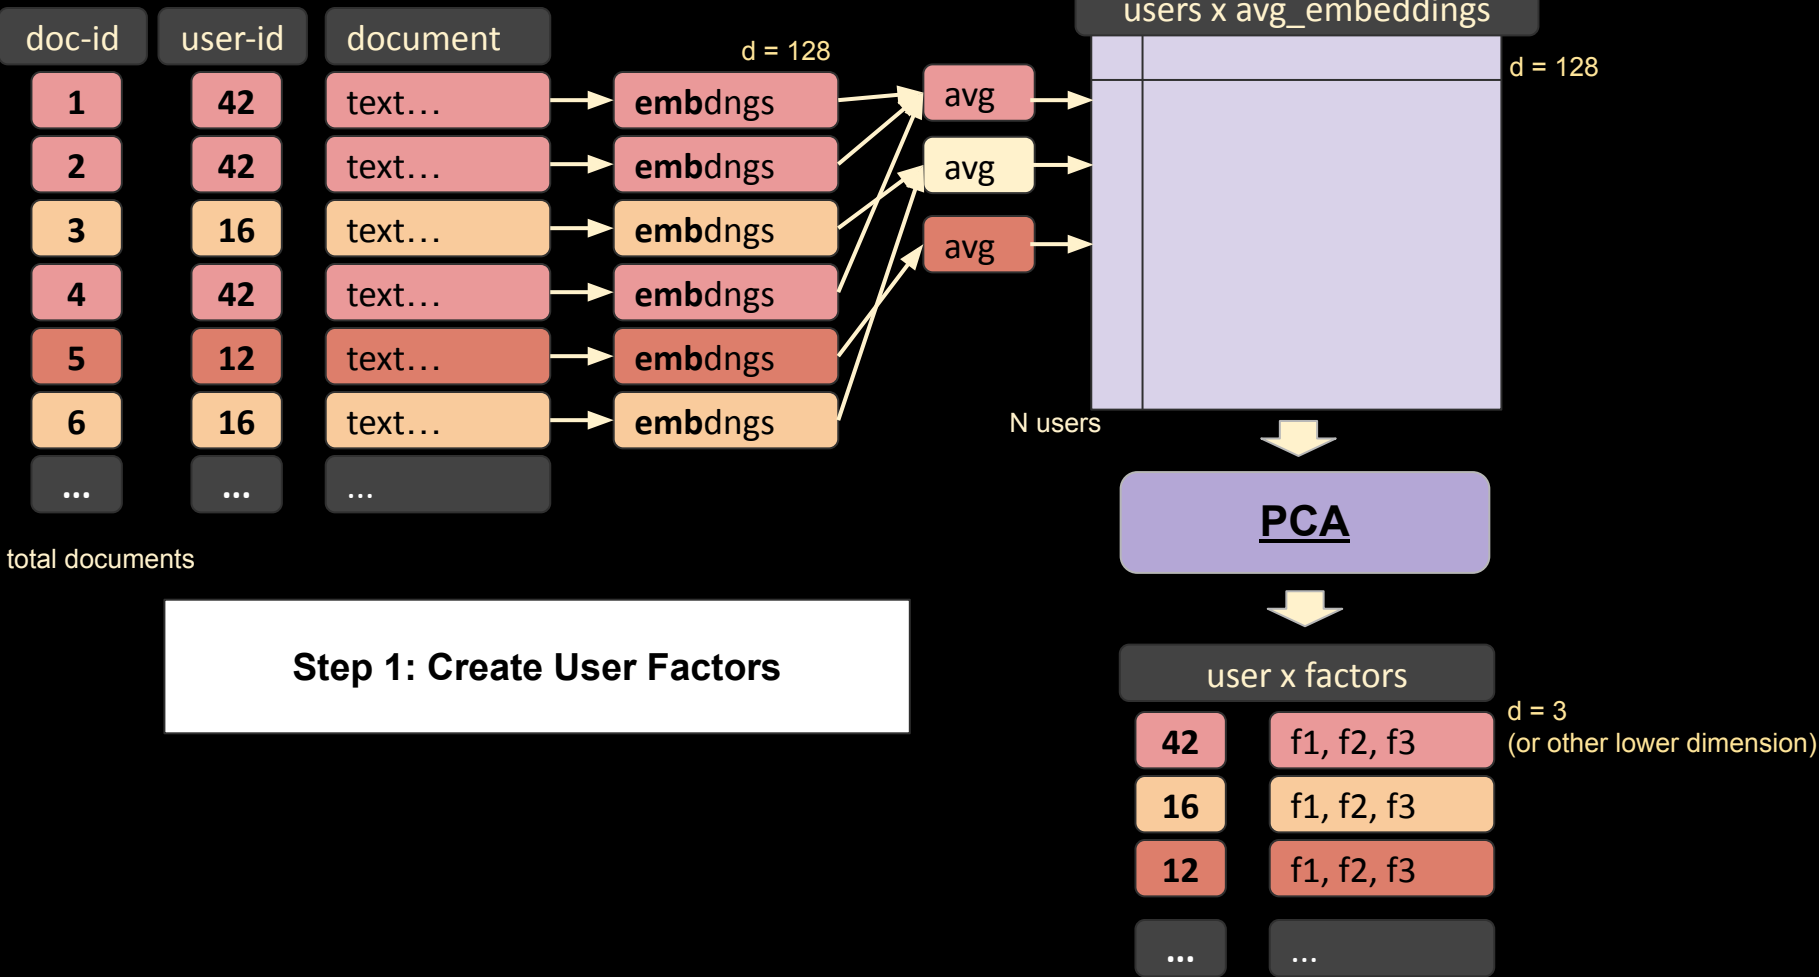 users x avg_embeddings
doc-id user-id document
d = 128
d = 128
1 42 text... embdngs avg
2 42 text... embdngs avg
3 16 text... embdngs avg
4 42 text... embdngs
5 12 text... embdngs
6 16 text... embdngs
N users
... ... ...
PCA
total documents
Step 1: Create User Factors
user x factors
d = 3
(or other lower dimension)
42 f1, f2, f3
16 f1, f2, f3
12 f1, f2, f3
... ...